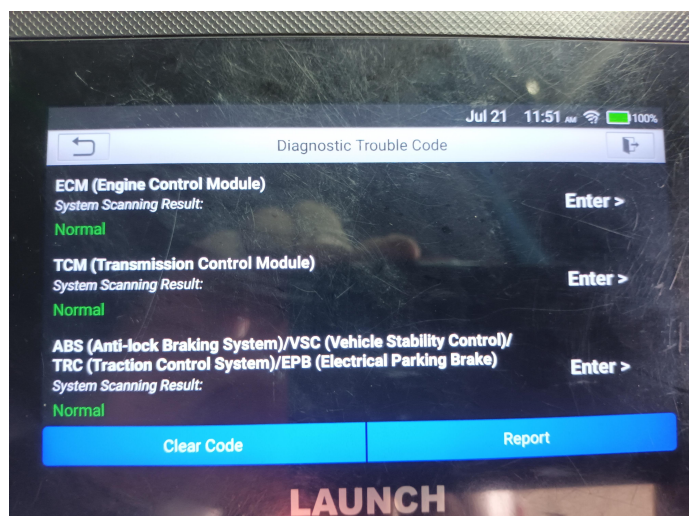 Jul 21 11:51 AM 100%
Diagnostic Trouble Code
ECM (Engine Control Module)
System Scanning Result:
Enter >
Normal
TCM (Transmission Control Module)
System Scanning Result:
Enter >
Normal
ABS (Anti-lock Braking System)/VSC (Vehicle Stability Control)/
TRC (Traction Control System)/EPB (Electrical Parking Brake)
Enter >
System Scanning Result:
Normal
Clear Code
Report
LAUNCH